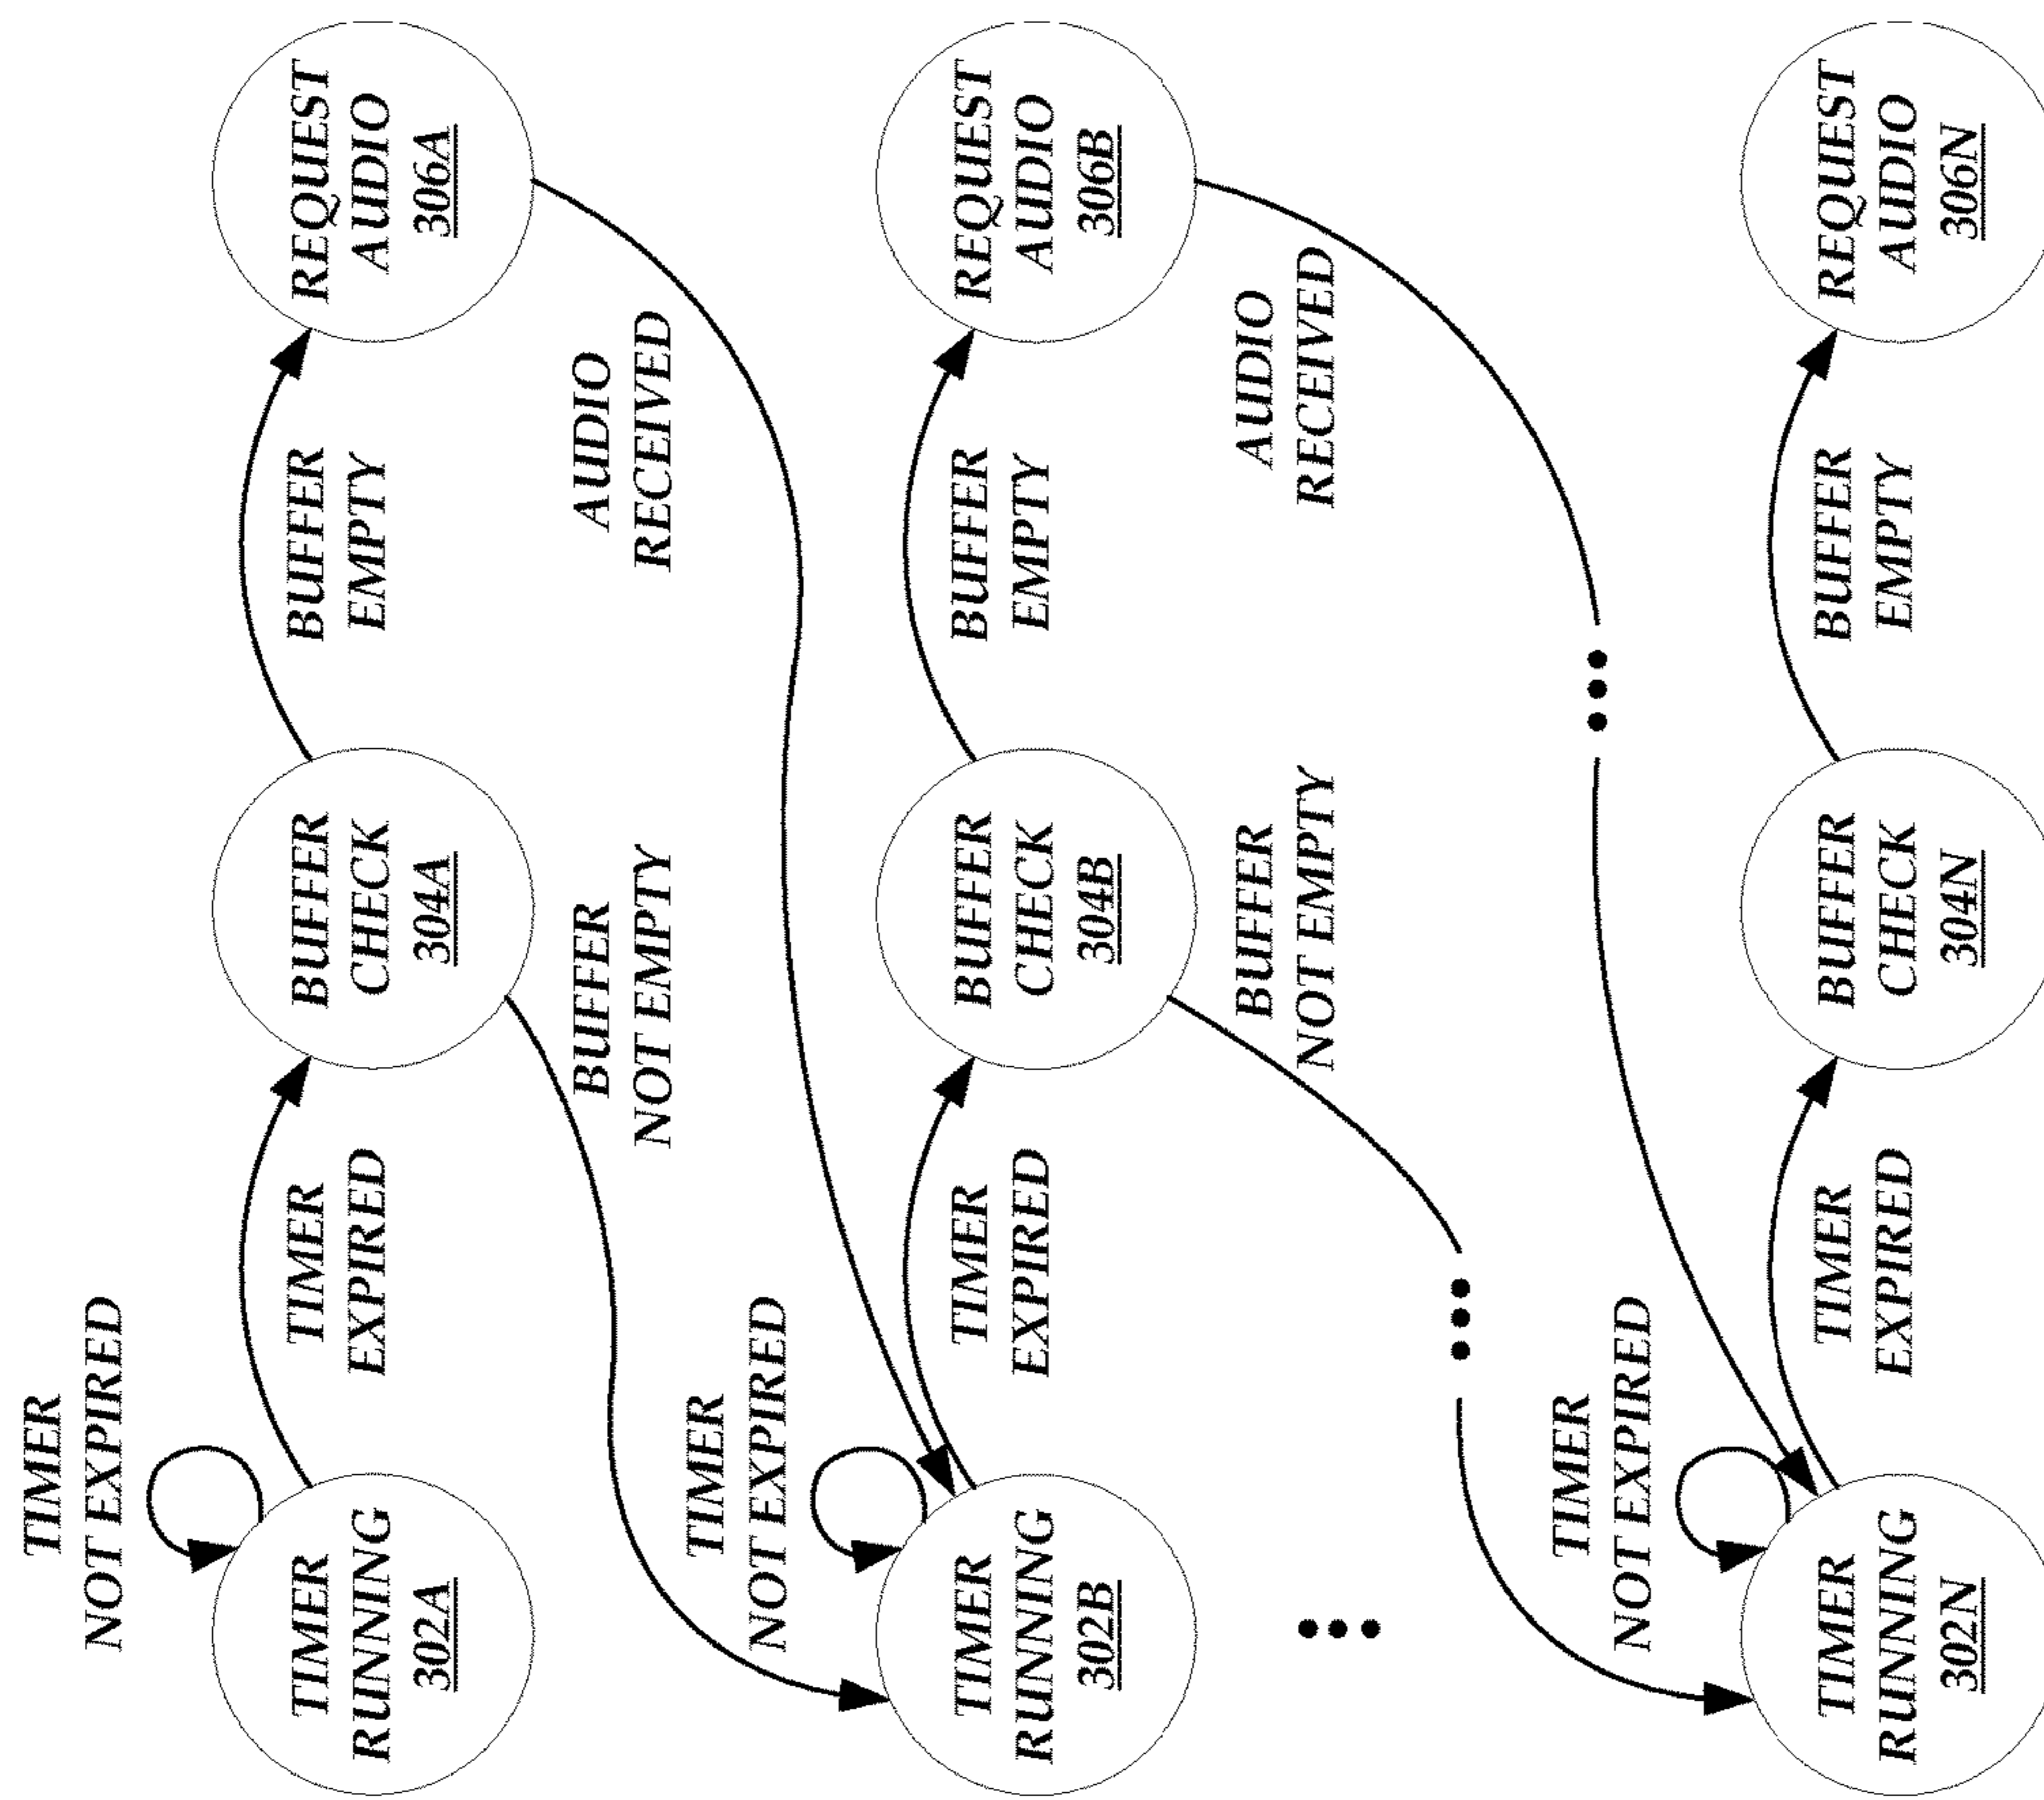 TIMER
NOT EXPIRED
TIMER
RUNNING
302A
TIMER
EXPIRED
BUFFER
CHECK
304A
BUFFER
EMPTY
REQUEST
AUDIO
306A
BUFFER
NOT EMPTY
AUDIO
RECEIVED
TIMER
NOT EXPIRED
TIMER
RUNNING
302B
TIMER
EXPIRED
BUFFER
CHECK
304B
BUFFER
EMPTY
REQUEST
AUDIO
306B
BUFFER
NOT EMPTY
AUDIO
RECEIVED
TIMER
NOT EXPIRED
TIMER
RUNNING
302N
TIMER
EXPIRED
BUFFER
CHECK
304N
BUFFER
EMPTY
REQUEST
AUDIO
306N